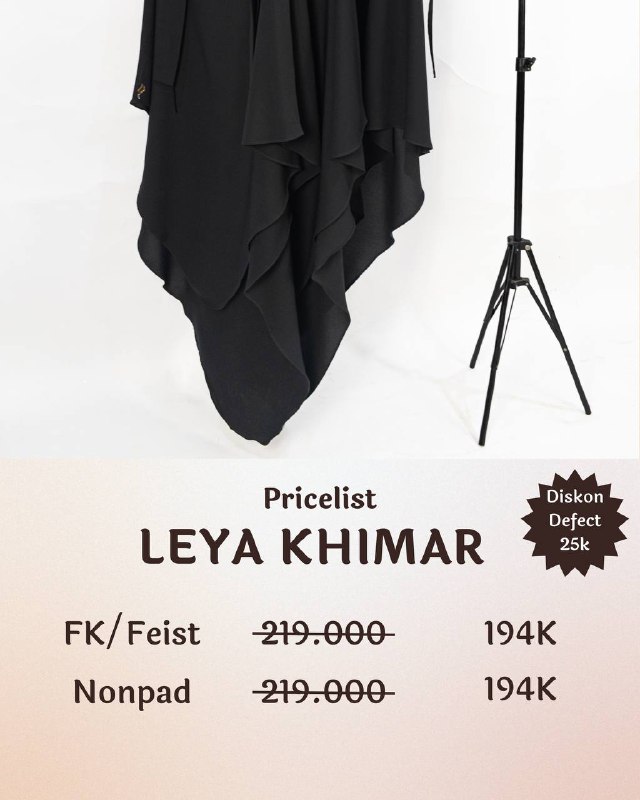 Pricelist
LEYA KHIMAR
Diskon
Defect
25k
FK/Feist 219.000 194K
Nonpad 219.000 194K